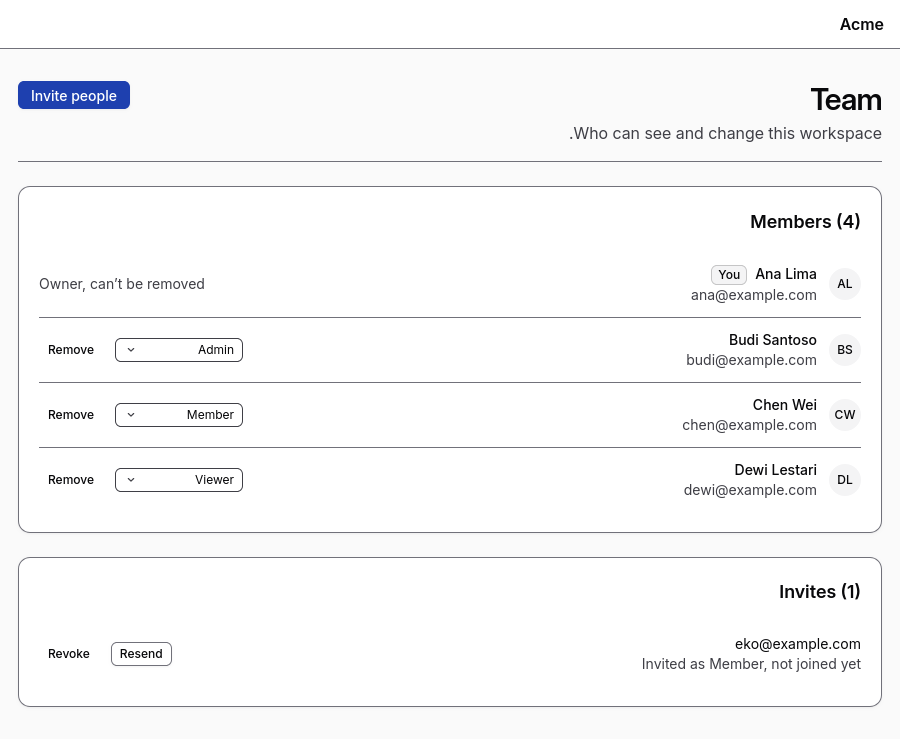 Acme
Team
Invite people
.Who can see and change this workspace
Members (4)
AL
Ana Lima
You
ana@example.com
Owner, can’t be removed
BS
Budi Santoso
budi@example.com
Admin
Remove
CW
Chen Wei
chen@example.com
Member
Remove
DL
Dewi Lestari
dewi@example.com
Viewer
Remove
Invites (1)
eko@example.com
Invited as Member, not joined yet
Resend
Revoke